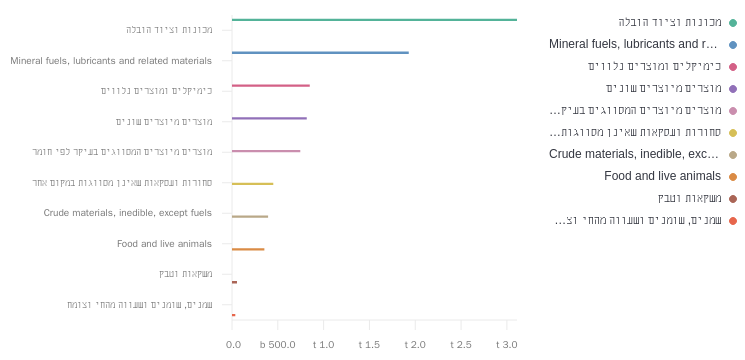 מכונות וציוד הובלה
Mineral fuels, lubricants and related materials
כימיקלים ומוצרים נלווים
מוצרים מיוצרים שונים
מוצרים מיוצרים המסווגים בעיקר לפי חומר
סחורות ועסקאות שאינן מסווגות במקום אחר
Crude materials, inedible, except fuels
Food and live animals
משקאות וטבק
שמנים, שומנים ושעווה מהחי וצומח
0.0 500.0 b 1.0 t 1.5 t 2.0 t 2.5 t 3.0 t
מכונות וציוד הובלה
Mineral fuels, lubricants and r…
כימיקלים ומוצרים נלווים
מוצרים מיוצרים שונים
מוצרים מיוצרים המסווגים בעיק…
סחורות ועסקאות שאינן מסווגות…
Crude materials, inedible, exc…
Food and live animals
משקאות וטבק
שמנים, שומנים ושעווה מהחי וצ…